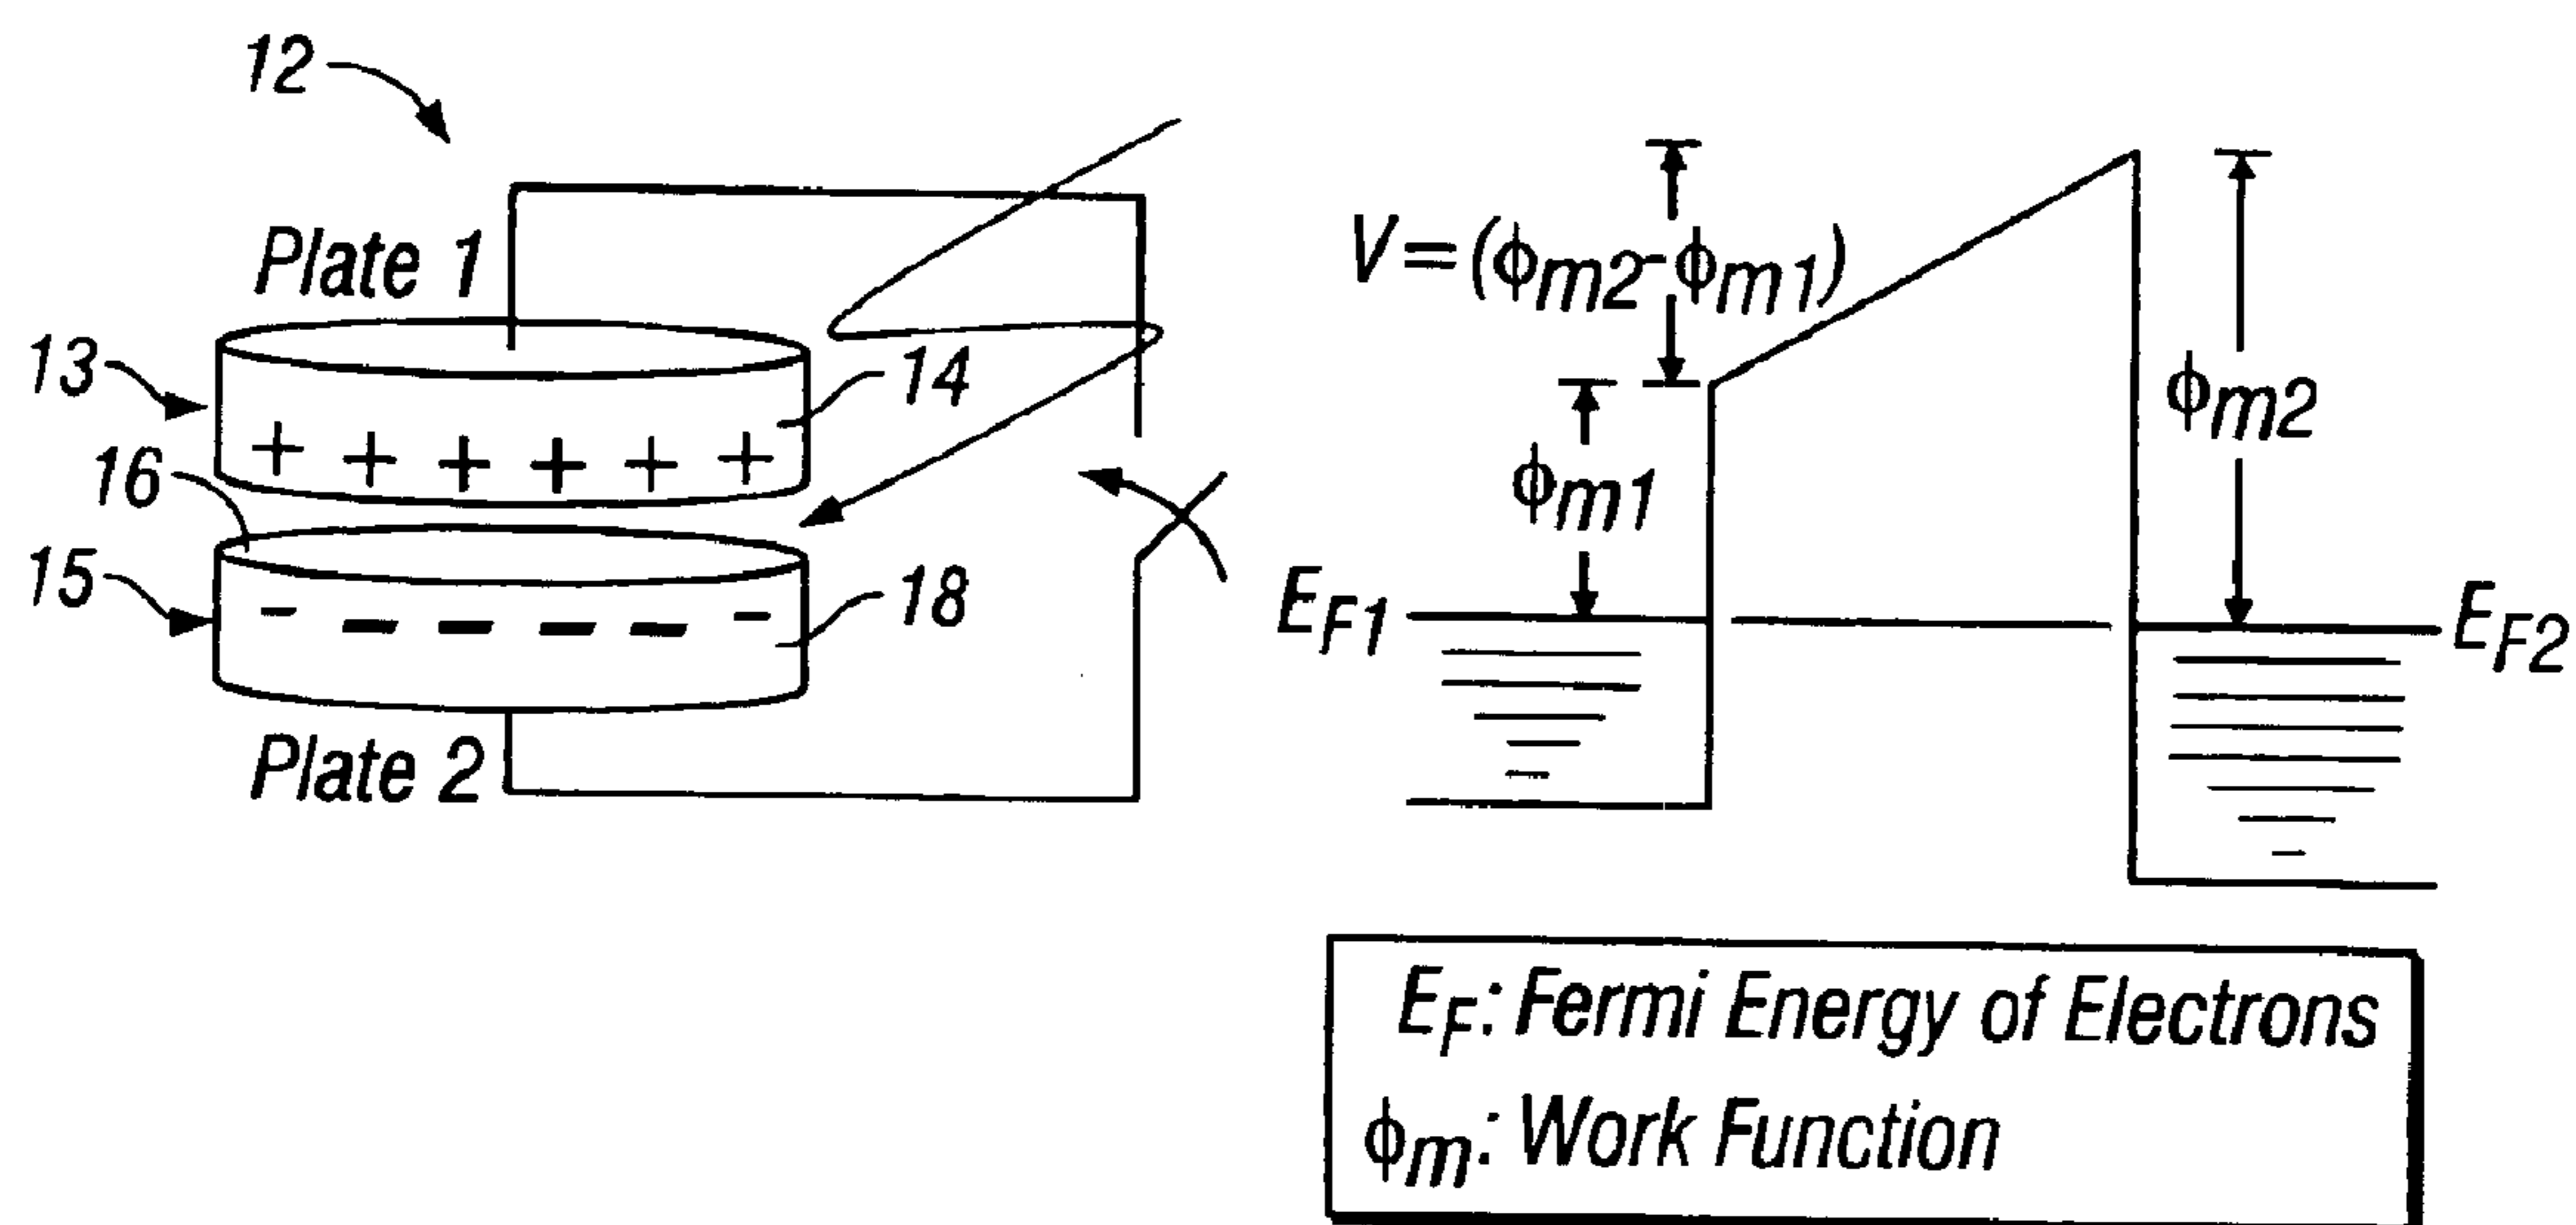 12
Plate 1
13
14
16
15
18
Plate 2
V=(ϕm2-ϕm1)
ϕm1
ϕm2
EF1
EF2
EF: Fermi Energy of Electrons
ϕm: Work Function